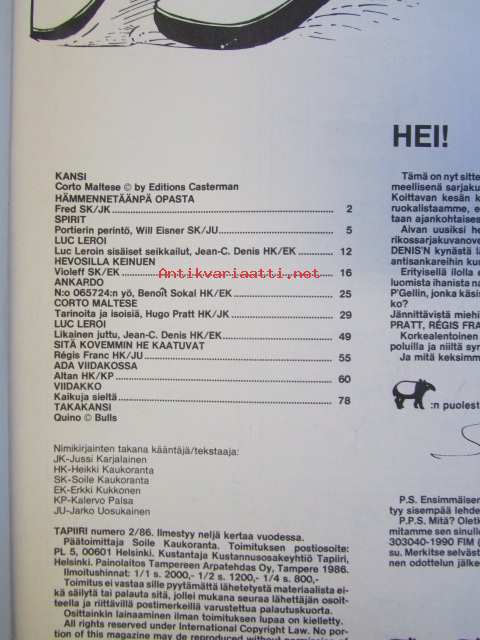 KANSI
Corto Maltese © by Editions Casterman
HÄMMENNETÄÄNPÄ OPASTA
Fred SK/JK 2
SPIRIT
Portierin perintö, Will Eisner SK/JU 5
LUC LEROI
Luc Leroin sisäiset seikkailut, Jean-C. Denis HK/EK 12
HEVOSILLA KEINUEN
Violeff SK/EK 16
ANKARDO
N:o 065724:n yö, Benoît Sokal HK/EK 25
CORTO MALTESE
Tarinoita ja isoisiä, Hugo Pratt HK/JK 29
LUC LEROI
Likainen juttu, Jean-C. Denis HK/EK 49
SITÄ KOVEMMIN HE KAATUVAT
Régis Franc HK/JU 55
ADA VIIDAKOSSA
Altan HK/KP 60
VIIDAKKO
Kaikuja sieltä 78
TAKAKANSI
Quino © Bulls
Nimikirjainten takana kääntäjä/tekstaaja:
JK-Jussi Karjalainen
HK-Heikki Kaukoranta
SK-Soile Kaukoranta
EK-Erkki Kukkonen
KP-Kalervo Palsa
JU-Jarko Uosukainen
TAPIIRI numero 2/86. Ilmestyy neljä kertaa vuodessa.
Päätoimittaja Soile Kaukoranta. Toimituksen postiosoite:
PL 5, 00601 Helsinki. Kustantaja Kustannusosakeyhtiö Tapiiri,
Helsinki. Painolaitos Tampereen Arpatehdas Oy, Tampere 1986.
Ilmoitushinnat: 1/1 s. 2000,- 1/2 s. 1200,- 1/4 s. 800,-
Toimitus ei vastaa sille pyytämättä lähetetystä materiaalista ei-
kä säilytä tai palauta sitä, jollei mukana seuraa lähettäjän osoit-
teella ja riittävillä postimerkeillä varustettua palautuskuorta.
Osittainkin lainaaminen ilman toimituksen lupaa on kielletty.
All rights reserved under International Copyright Law. No por-
tion of this magazine may be reproduced without permission of
HEI!
Tämä on nyt sitte
meellisenä sarjaku
Koittavan kesän k
ruokalistaamme, e
taan ajankohtaises
Aivan uusiksi he
rikossarjakuvanove
DENIS'N kynästä lä
antisankareihin kur
Erityisellä ilolla e
luomista ihanista na
P'Gellin, jonka käsis
ko?
Jännittävistä miehi
PRATT, RÉGIS FRA
Korkealentoinen
poluilla ja niiltä syr
Ja mitä keksimm
:n puolest
P.S. Ensimmäisen
tyy sisempää lehde
P.P.S. Mitä? Oletk
mitamme sen sinull
303040-1990 FIM (
su. Merkitse selväst
nen odottelun jälke
Antikvariaatti.net